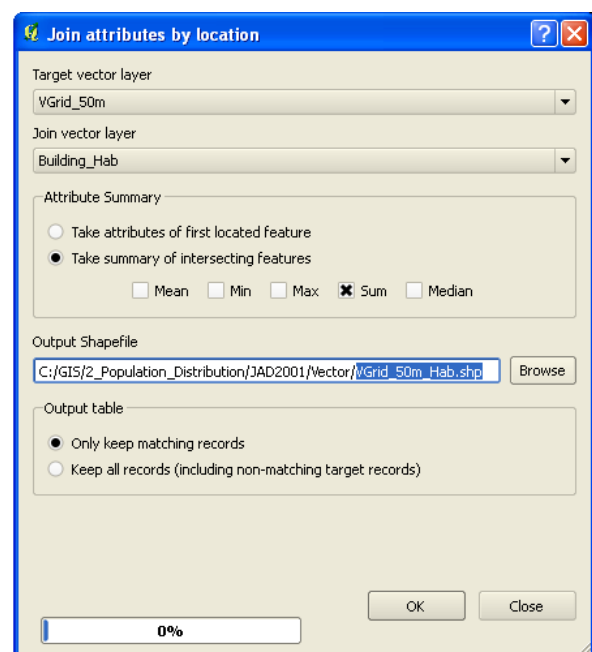 Join attributes by location
Target vector layer
VGrid_50m
Join vector layer
Building_Hab
Attribute Summary
Take attributes of first located feature
Take summary of intersecting features
Mean Min Max Sum Median
Output Shapefile
C:/GIS/2_Population_Distribution/JAD2001/Vector/VGrid_50m_Hab.shp Browse
Output table
Only keep matching records
Keep all records (including non-matching target records)
OK Close
0%